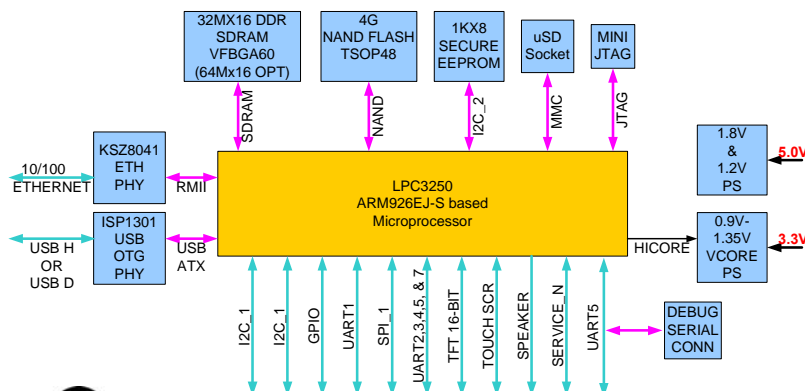 32MX16 DDR
SDRAM
VFBGA60
(64Mx16 OPT)
4G
NAND FLASH
TSOP48
1KX8
SECURE
EEPROM
uSD
Socket
MINI
JTAG
SDRAM
NAND
I2C_2
MMC
JTAG
10/100
ETHERNET
KSZ8041
ETH
PHY
RMII
LPC3250
ARM926EJ-S based
Microprocessor
1.8V
&
1.2V
PS
5.0V
USB H
OR
USB D
ISP1301
USB
OTG
PHY
USB
ATX
HICORE
0.9V-
1.35V
VCORE
PS
3.3V
I2C_1
I2C_1
GPIO
UART1
SPI_1
UART2,3,4,5, & 7
TFT 16-BIT
TOUCH SCR
SPEAKER
SERVICE_N
UART5
DEBUG
SERIAL
CONN